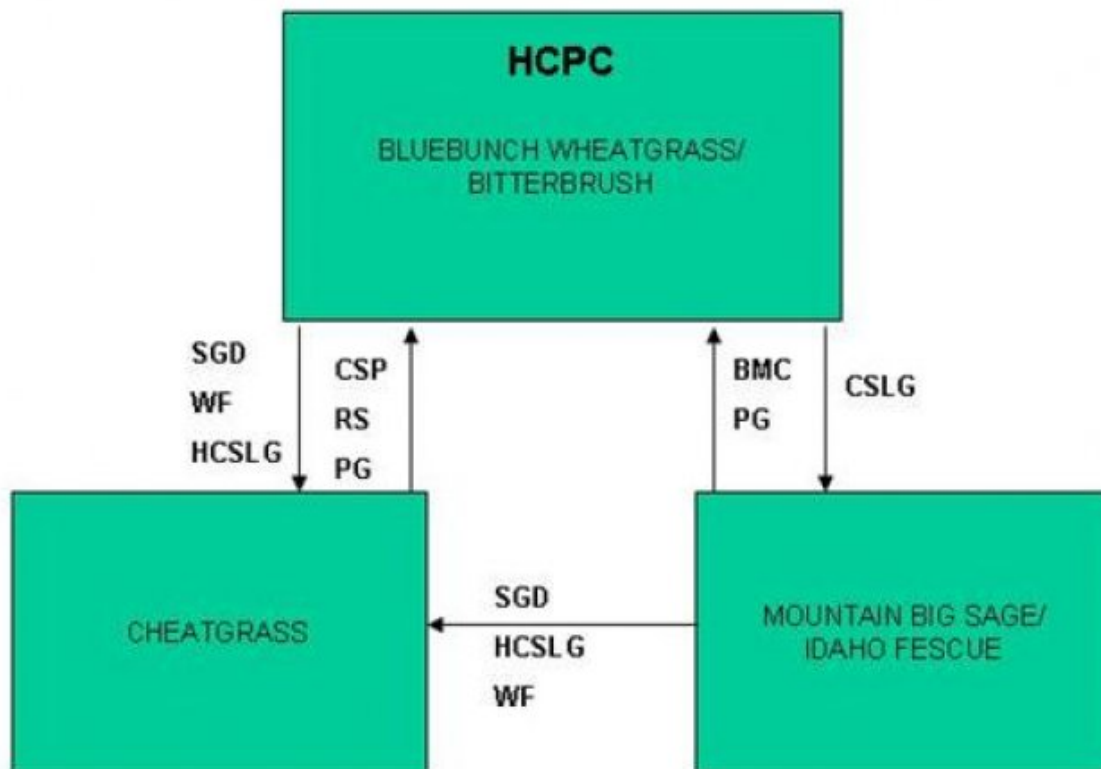 HCPC
BLUEBUNCH WHEATGRASS/
BITTERBRUSH
SGD
WF
HCSLG
CSP
RS
PG
BMC
PG
CSLG
CHEATGRASS
SGD
HCSLG
WF
MOUNTAIN BIG SAGE/
IDAHO FESCUE